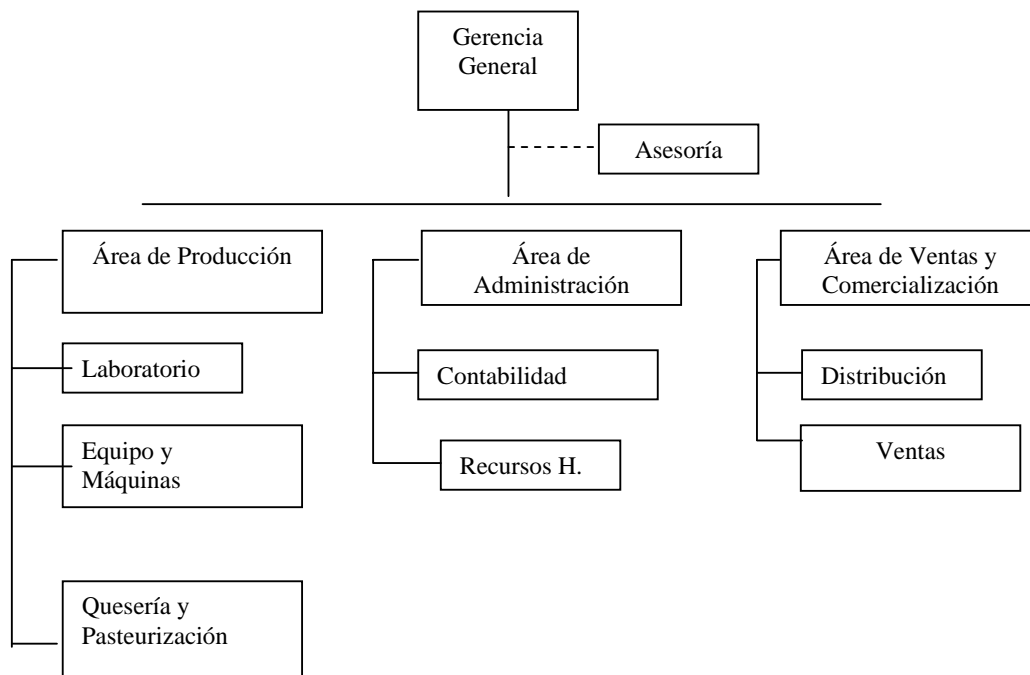 Gerencia
General
Asesoría
Área de Producción
Área de
Administración
Área de Ventas y
Comercialización
Laboratorio
Contabilidad
Distribución
Equipo y
Máquinas
Recursos H.
Ventas
Quesería y
Pasteurización